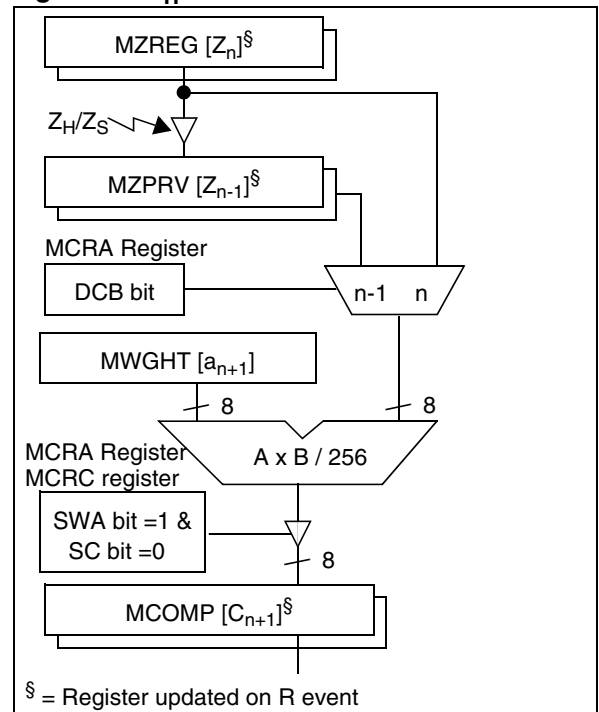 MZREG [Zn]§
ZH/ZS
MZPRV [Zn-1]§
MCRA Register
DCB bit
n-1 n
MWGHT [an+1]
8
8
A x B / 256
MCRA Register
MCRC register
SWA bit =1 &
SC bit =0
8
MCOMP [Cn+1]§
§ = Register updated on R event